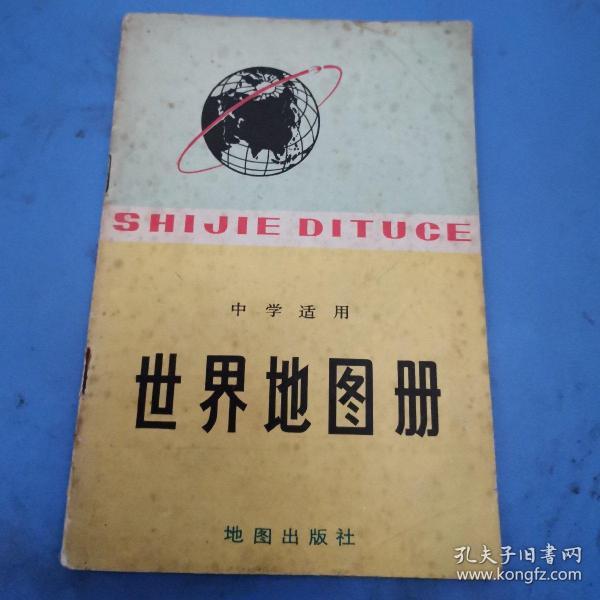 SHIJIE DITUCE
中学适用
世界地图册
地图出版社
孔夫子旧書网
www.kongfz.com